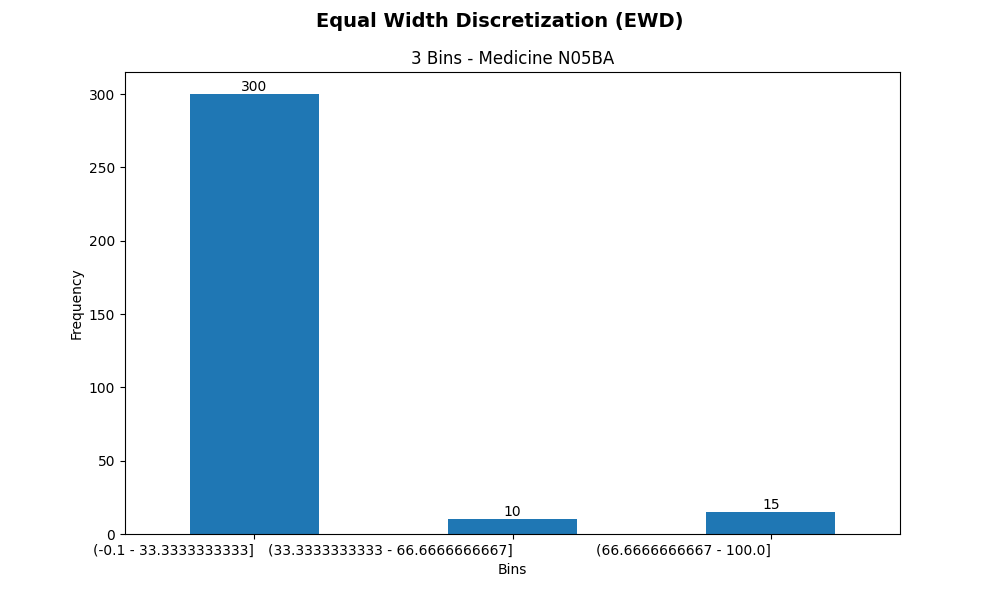 Equal Width Discretization (EWD)
3 Bins - Medicine N05BA
300
250
200
150
100
50
0
Frequency
300
10
15
(-0.1 - 33.3333333333] (33.3333333333 - 66.6666666667] (66.6666666667 - 100.0]
Bins